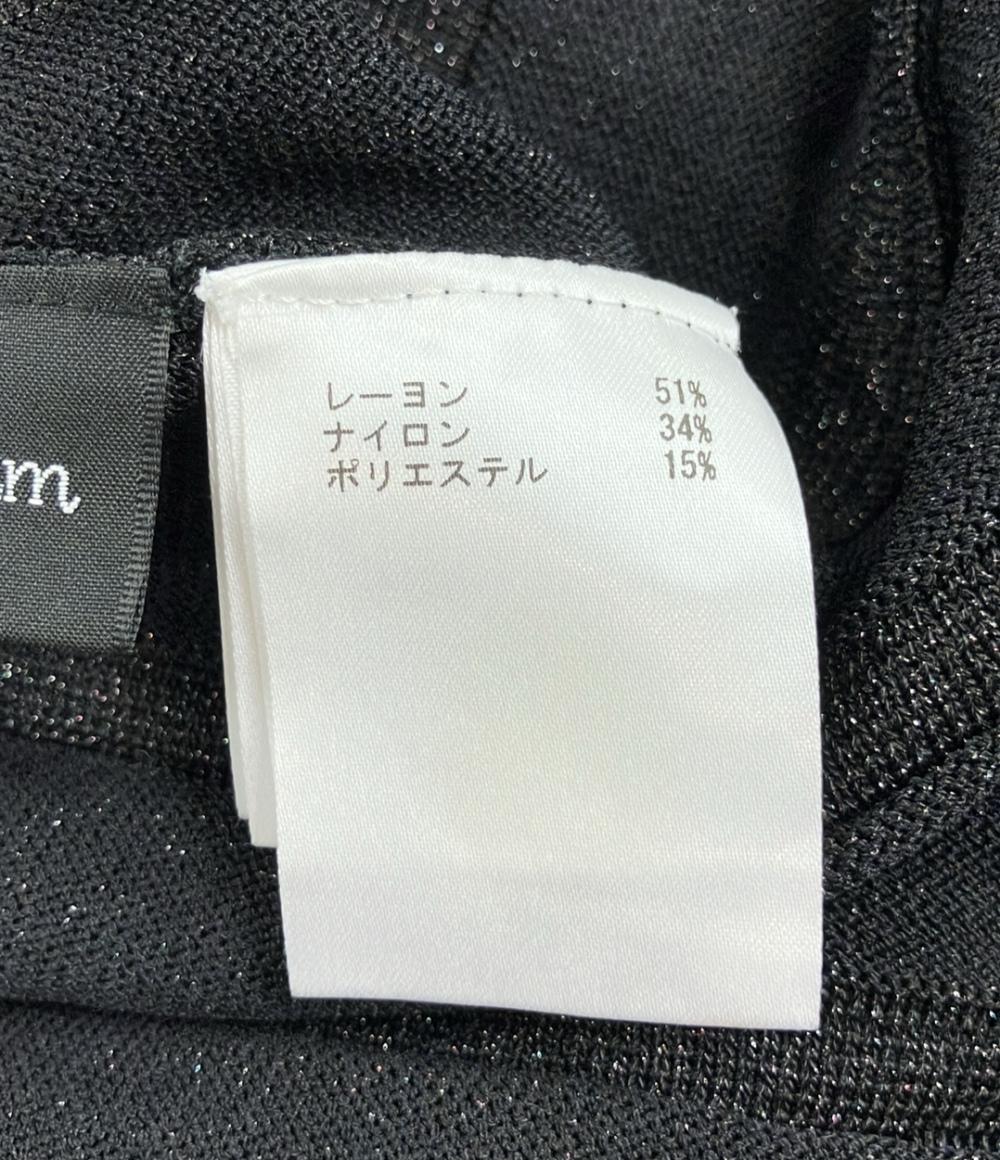 レーヨン 51%
ナイロン 34%
ポリエステル 15%